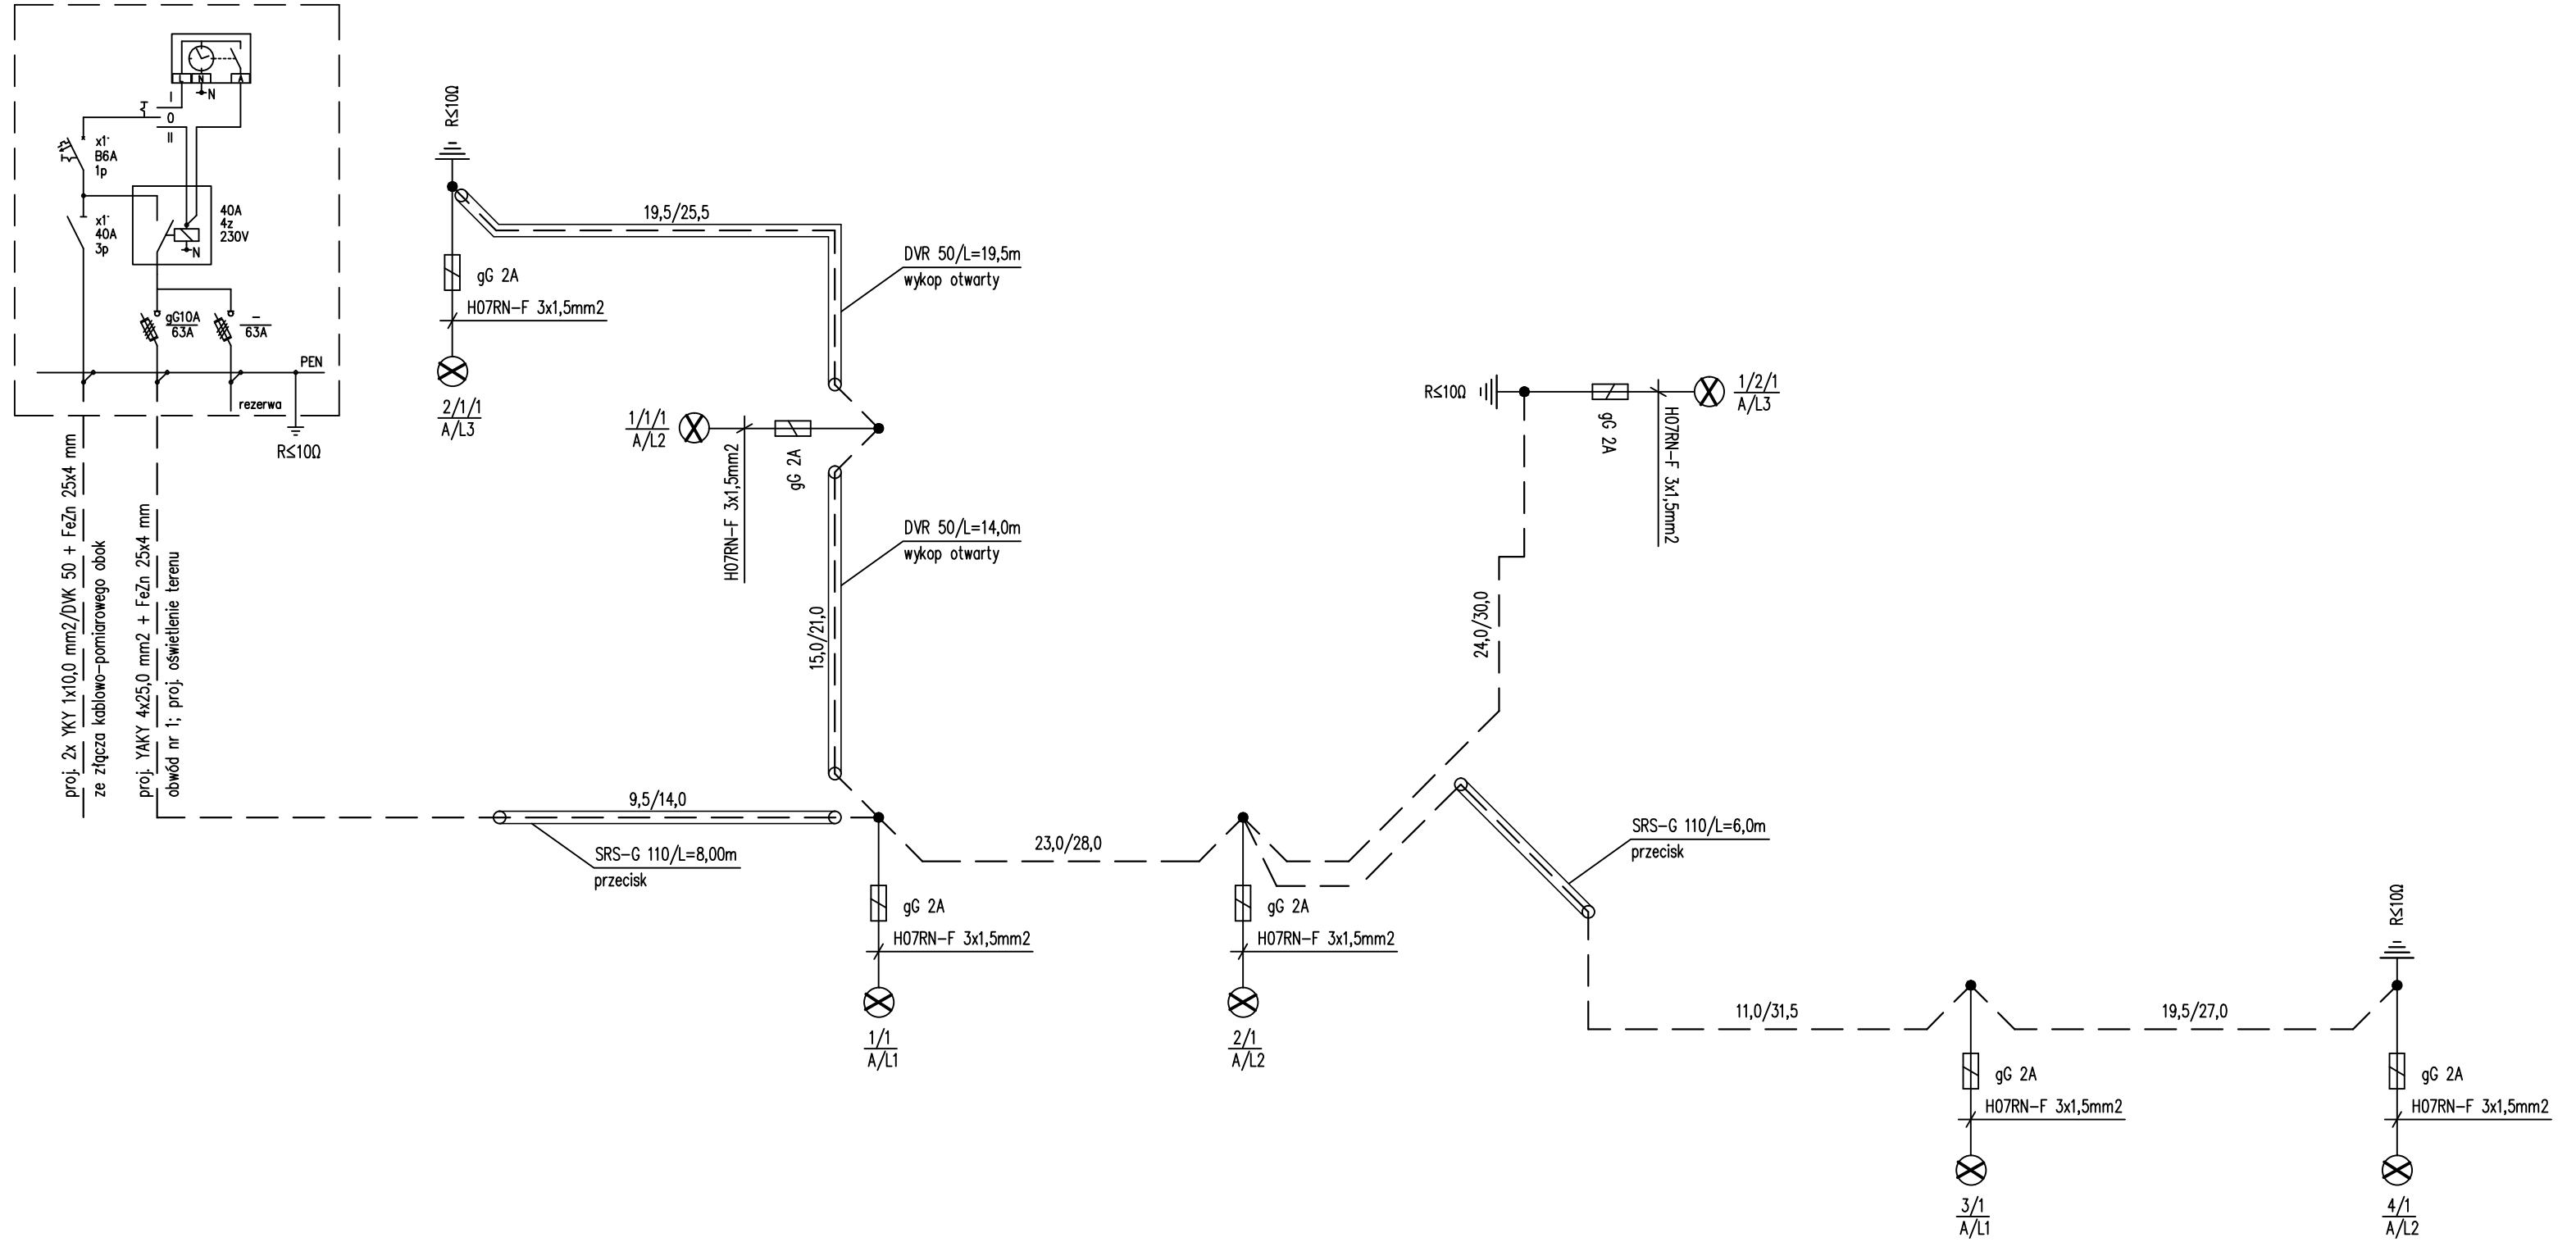 L
N
A
N
I
0
II
x1
B6A
1p
x1
40A
3p
40A
4z
230V
N
gG10A
63A
–
63A
PEN
rezerwa
R≤10Ω
proj. 2x YKY 1x10,0 mm2/DVK 50 + FeZn 25x4 mm
ze złącza kablowo-pomiarowego obok
proj. YAKY 4x25,0 mm2 + FeZn 25x4 mm
obwód nr 1; proj. oświetlenie terenu
R≤10Ω
19,5/25,5
gG 2A
H07RN-F 3x1,5mm2
2/1/1
A/L3
DVR 50/L=19,5m
wykop otwarty
1/1/1
A/L2
H07RN-F 3x1,5mm2
gG 2A
DVR 50/L=14,0m
wykop otwarty
15,0/21,0
9,5/14,0
SRS-G 110/L=8,00m
przecisk
gG 2A
H07RN-F 3x1,5mm2
1/1
A/L1
23,0/28,0
gG 2A
H07RN-F 3x1,5mm2
2/1
A/L2
R≤10Ω
gG 2A
H07RN-F 3x1,5mm2
1/2/1
A/L3
24,0/30,0
SRS-G 110/L=6,0m
przecisk
11,0/31,5
gG 2A
H07RN-F 3x1,5mm2
3/1
A/L1
19,5/27,0
R≤10Ω
gG 2A
H07RN-F 3x1,5mm2
4/1
A/L2